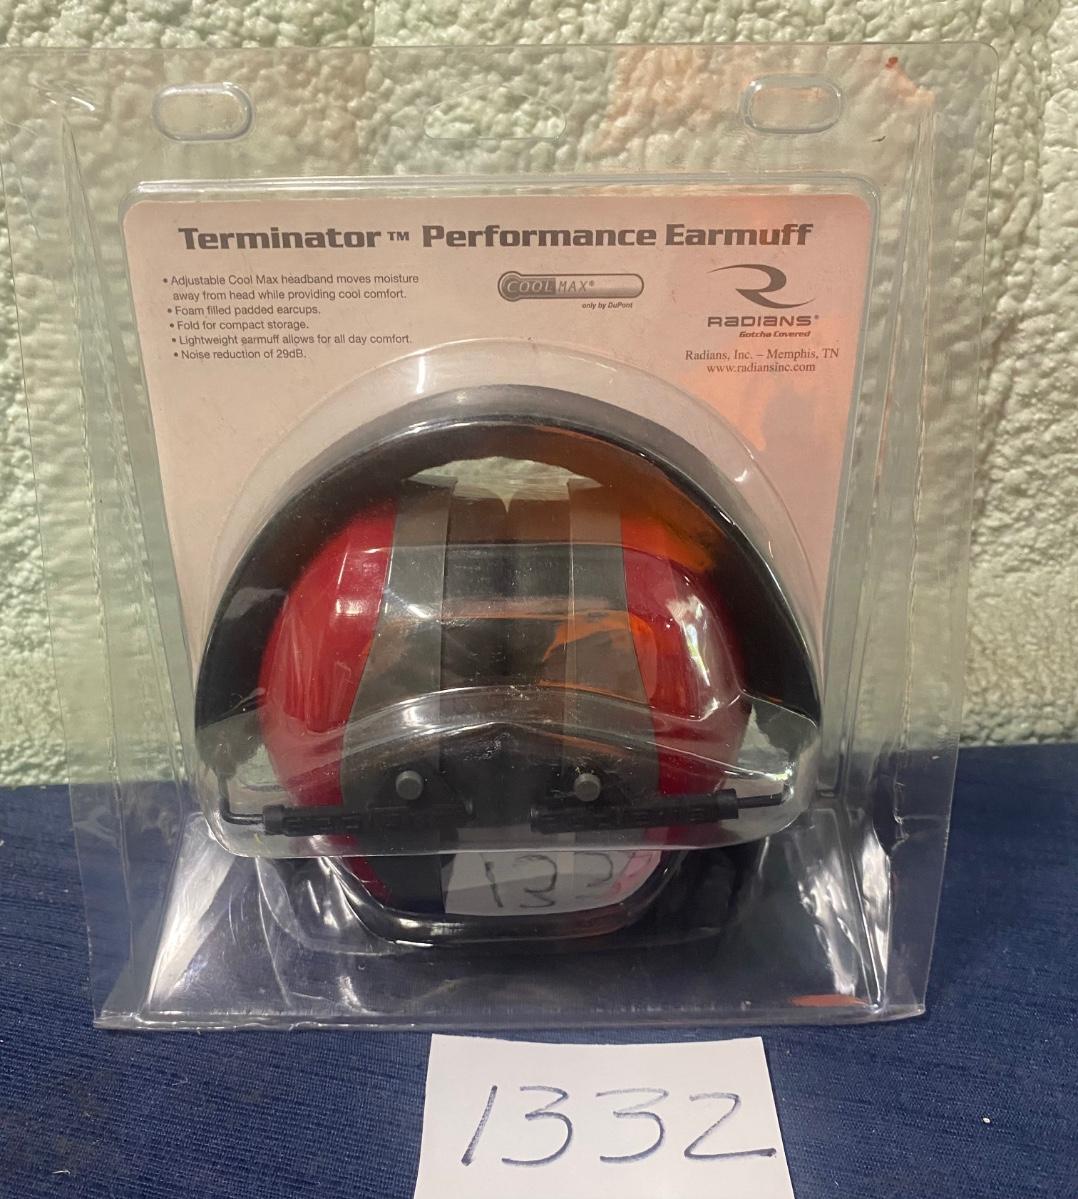 Terminator™ Performance Earmuff
• Adjustable Cool Max headband moves moisture
away from head while providing cool comfort.
• Foam filled padded earcups.
• Fold for compact storage.
• Lightweight earmuff allows for all day comfort.
• Noise reduction of 29dB.
COOLMAX®
only by DuPont
RADIANS®
Gotcha Covered
Radians, Inc. – Memphis, TN
www.radiansinc.com
133
1332